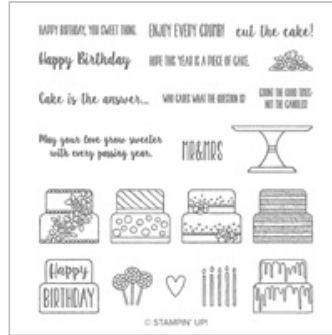 HAPPY BIRTHDAY, YOU SWEET THING.
ENJOY EVERY CRUMB!
cut the cake!
Happy Birthday
HOPE THIS YEAR IS A PIECE OF CAKE.
Cake is the answer...
WHO CARES WHAT THE QUESTION IS?
COUNT THE GOOD TIMES-
NOT THE CANDLES!
May your love grow sweeter
with every passing year.
MR&MRS
Happy
BIRTHDAY
© STAMPIN' UP!